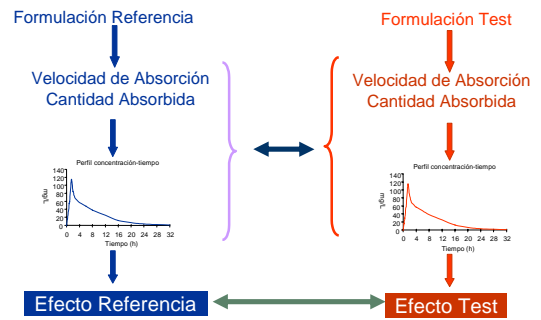 Formulación Referencia
Velocidad de Absorción
Cantidad Absorbida
Perfil concentración-tiempo
140
120
100
80
60
40
20
0
mg/L
0 4 8 12 16 20 24 28 32
Tiempo (h)
Efecto Referencia
Formulación Test
Velocidad de Absorción
Cantidad Absorbida
Perfil concentración-tiempo
140
120
100
80
60
40
20
0
mg/L
0 4 8 12 16 20 24 28 32
Tiempo (h)
Efecto Test